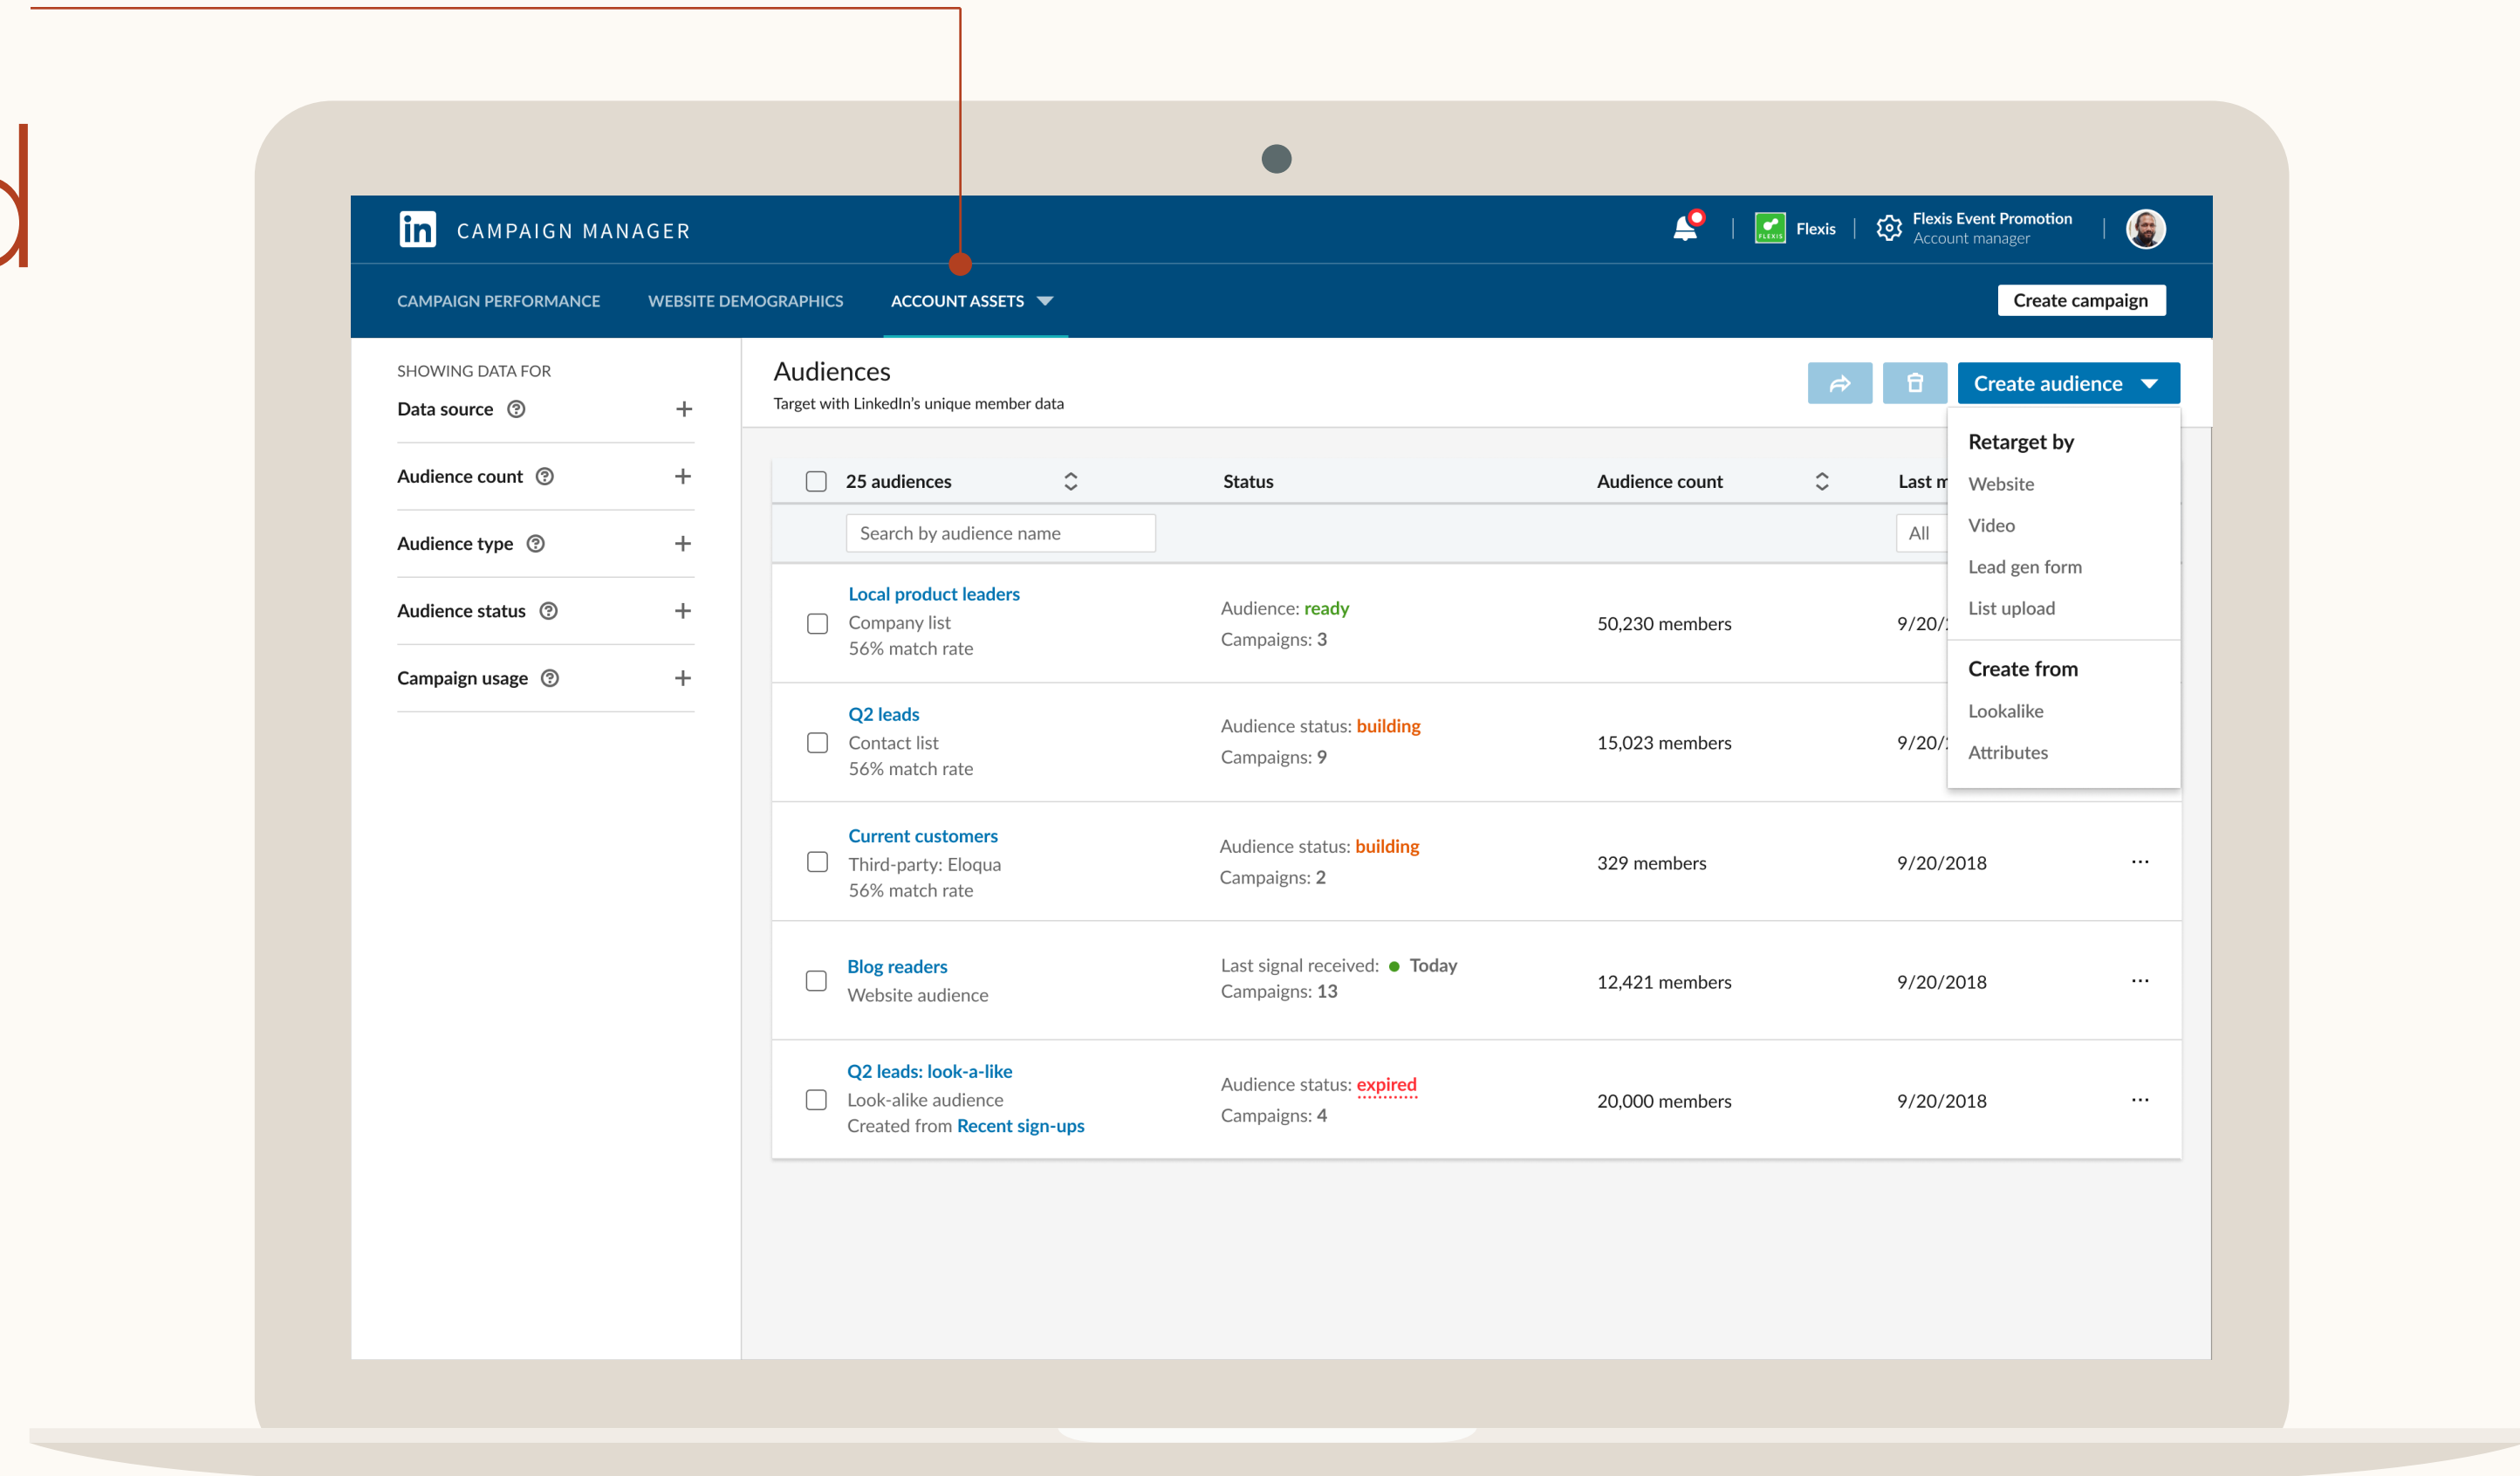 d
in CAMPAIGN MANAGER
FLEXIS
Flexis
Flexis Event Promotion
Account manager
CAMPAIGN PERFORMANCE
WEBSITE DEMOGRAPHICS
ACCOUNT ASSETS
Create campaign
SHOWING DATA FOR
Data source ?
Audience count ?
Audience type ?
Audience status ?
Campaign usage ?
Audiences
Target with LinkedIn's unique member data
Create audience
Retarget by
Website
Video
Lead gen form
List upload
Create from
Lookalike
Attributes
25 audiences
Status
Audience count
Last m
Search by audience name
All
Local product leaders
Company list
56% match rate
Audience: ready
Campaigns: 3
50,230 members
9/20/
Q2 leads
Contact list
56% match rate
Audience status: building
Campaigns: 9
15,023 members
9/20/
Current customers
Third-party: Eloqua
56% match rate
Audience status: building
Campaigns: 2
329 members
9/20/2018
...
Blog readers
Website audience
Last signal received: ● Today
Campaigns: 13
12,421 members
9/20/2018
...
Q2 leads: look-a-like
Look-alike audience
Created from Recent sign-ups
Audience status: expired
Campaigns: 4
20,000 members
9/20/2018
...